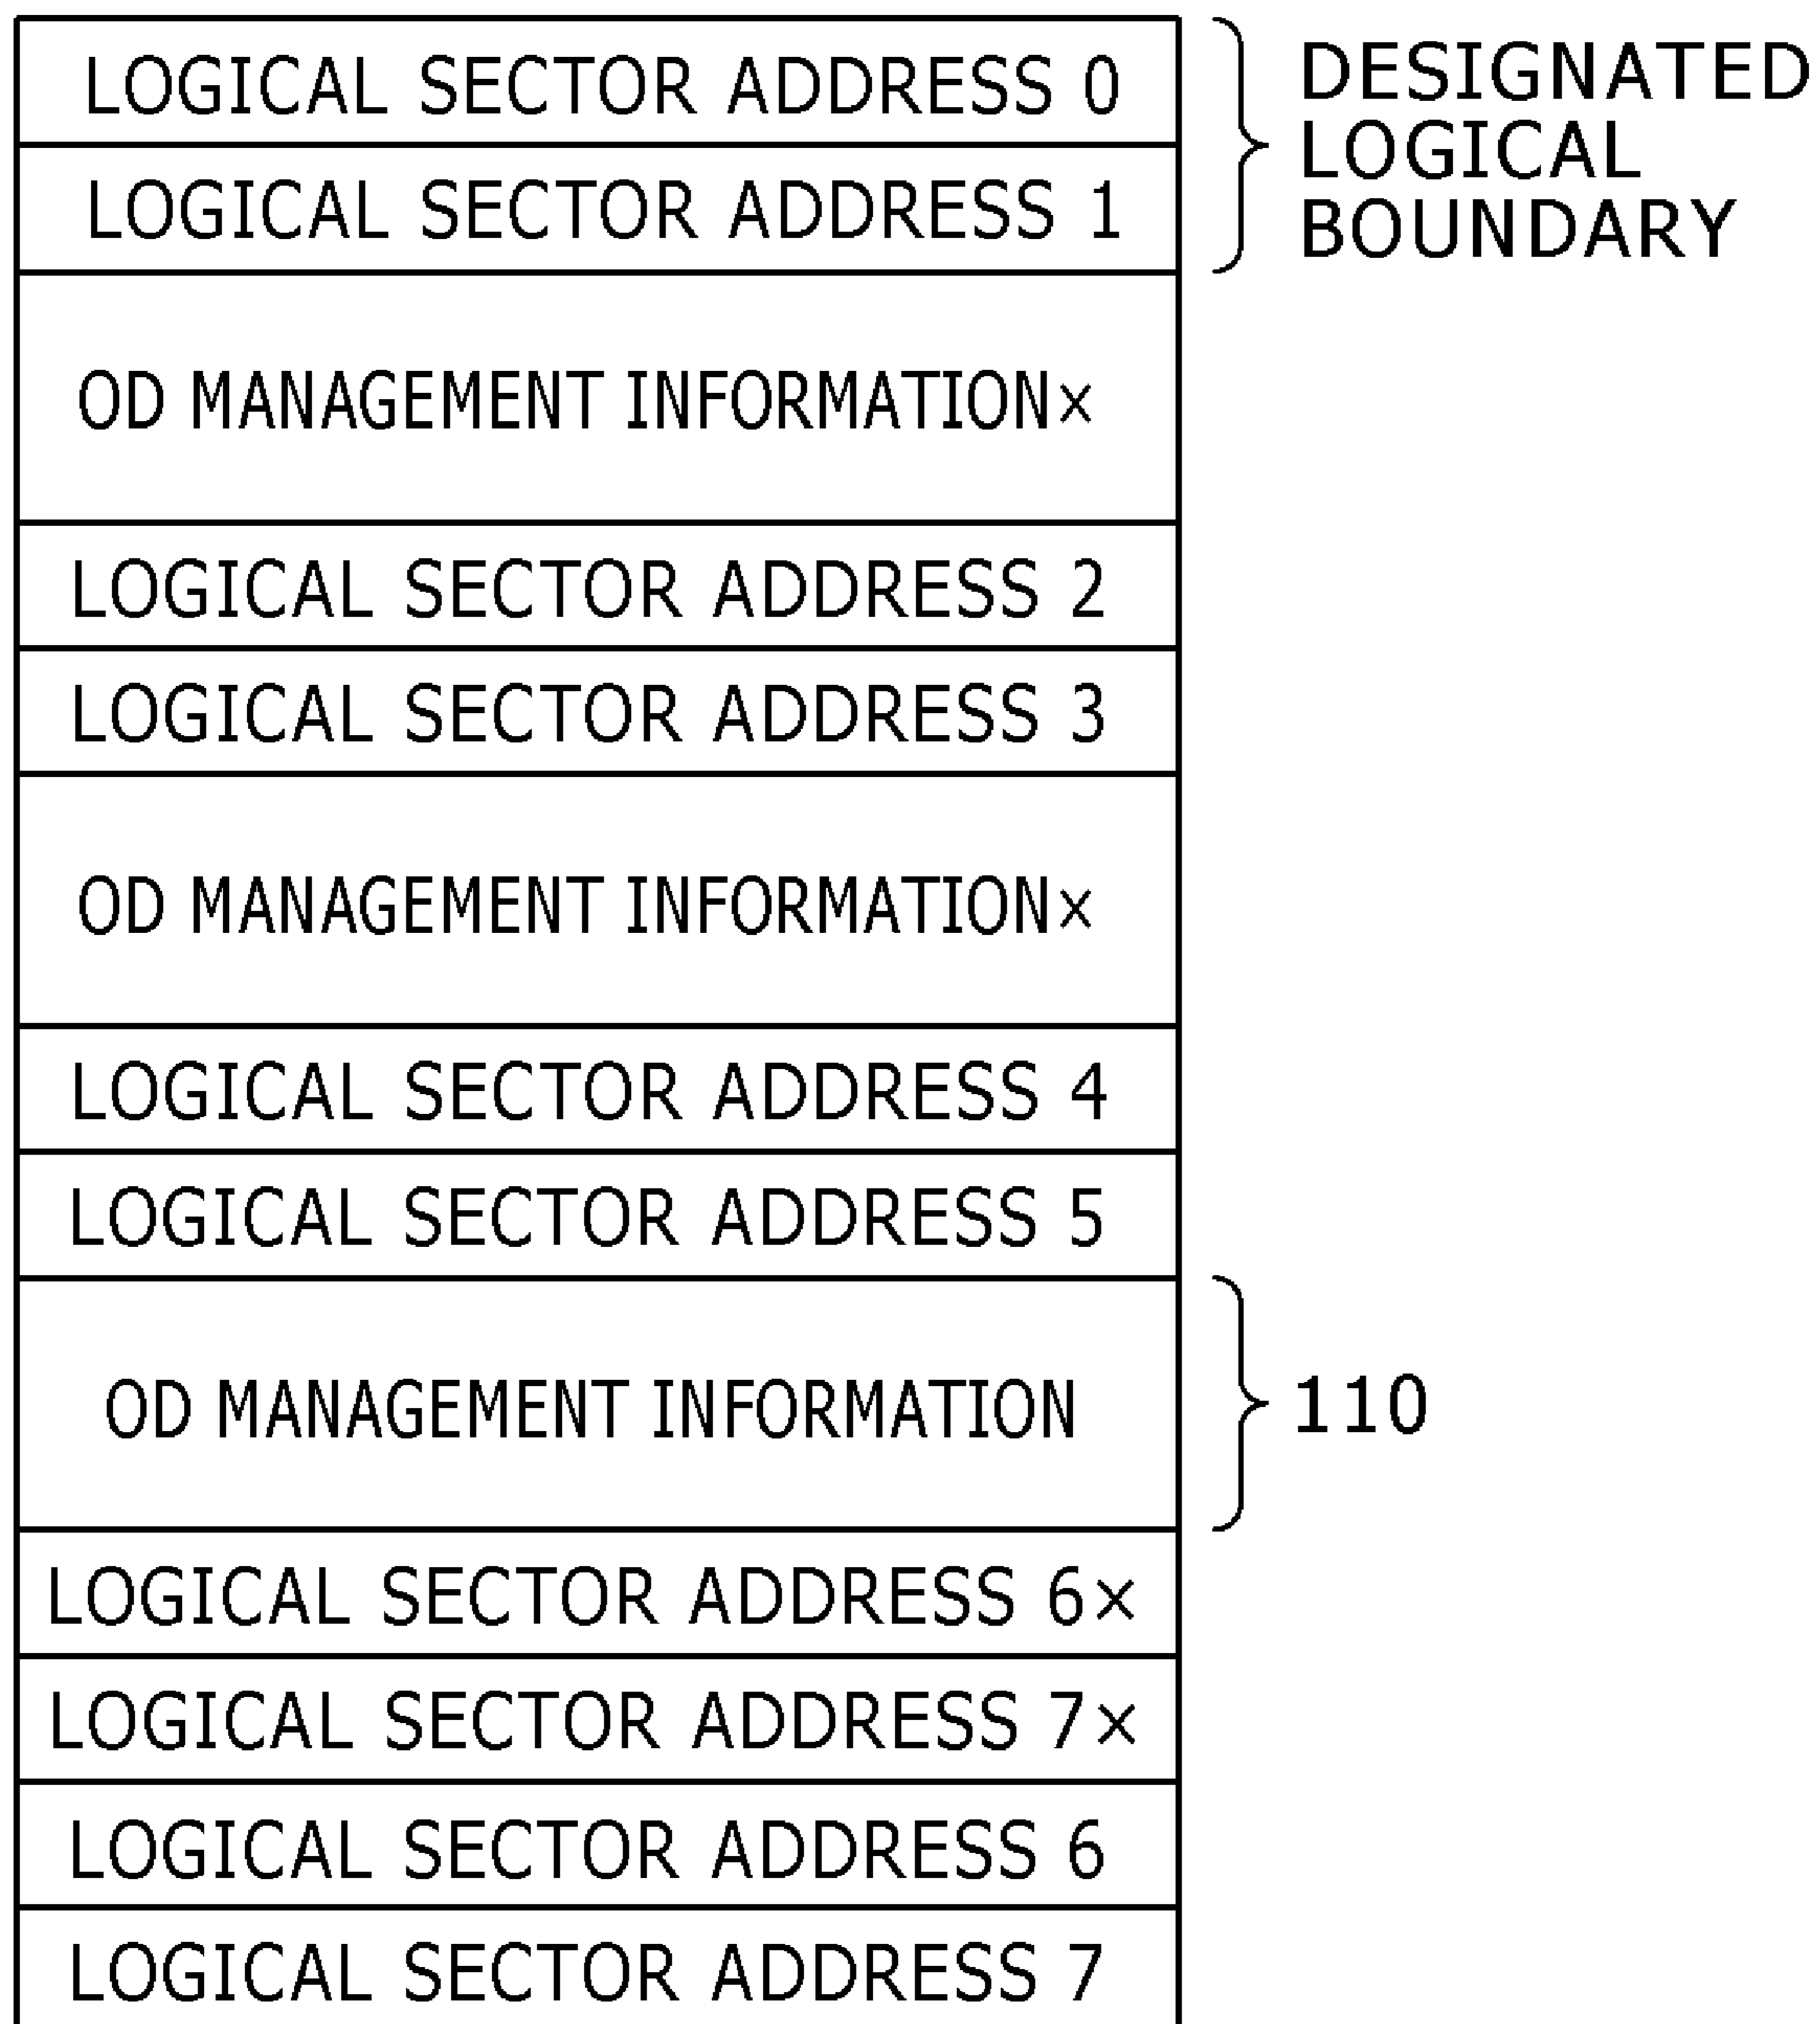 LOGICAL SECTOR ADDRESS 0
LOGICAL SECTOR ADDRESS 1
DESIGNATED
LOGICAL
BOUNDARY
OD MANAGEMENT INFORMATION×
LOGICAL SECTOR ADDRESS 2
LOGICAL SECTOR ADDRESS 3
OD MANAGEMENT INFORMATION×
LOGICAL SECTOR ADDRESS 4
LOGICAL SECTOR ADDRESS 5
OD MANAGEMENT INFORMATION
110
LOGICAL SECTOR ADDRESS 6×
LOGICAL SECTOR ADDRESS 7×
LOGICAL SECTOR ADDRESS 6
LOGICAL SECTOR ADDRESS 7